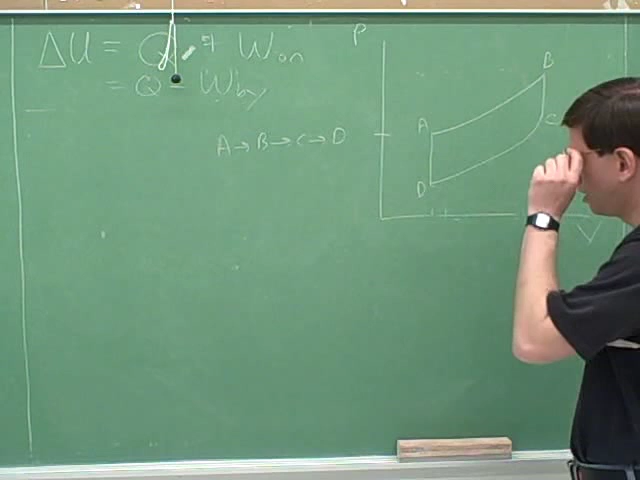 ΔU = Q + W_on
= Q - W_by
A→B→C→D
P
B
A
C
D
V